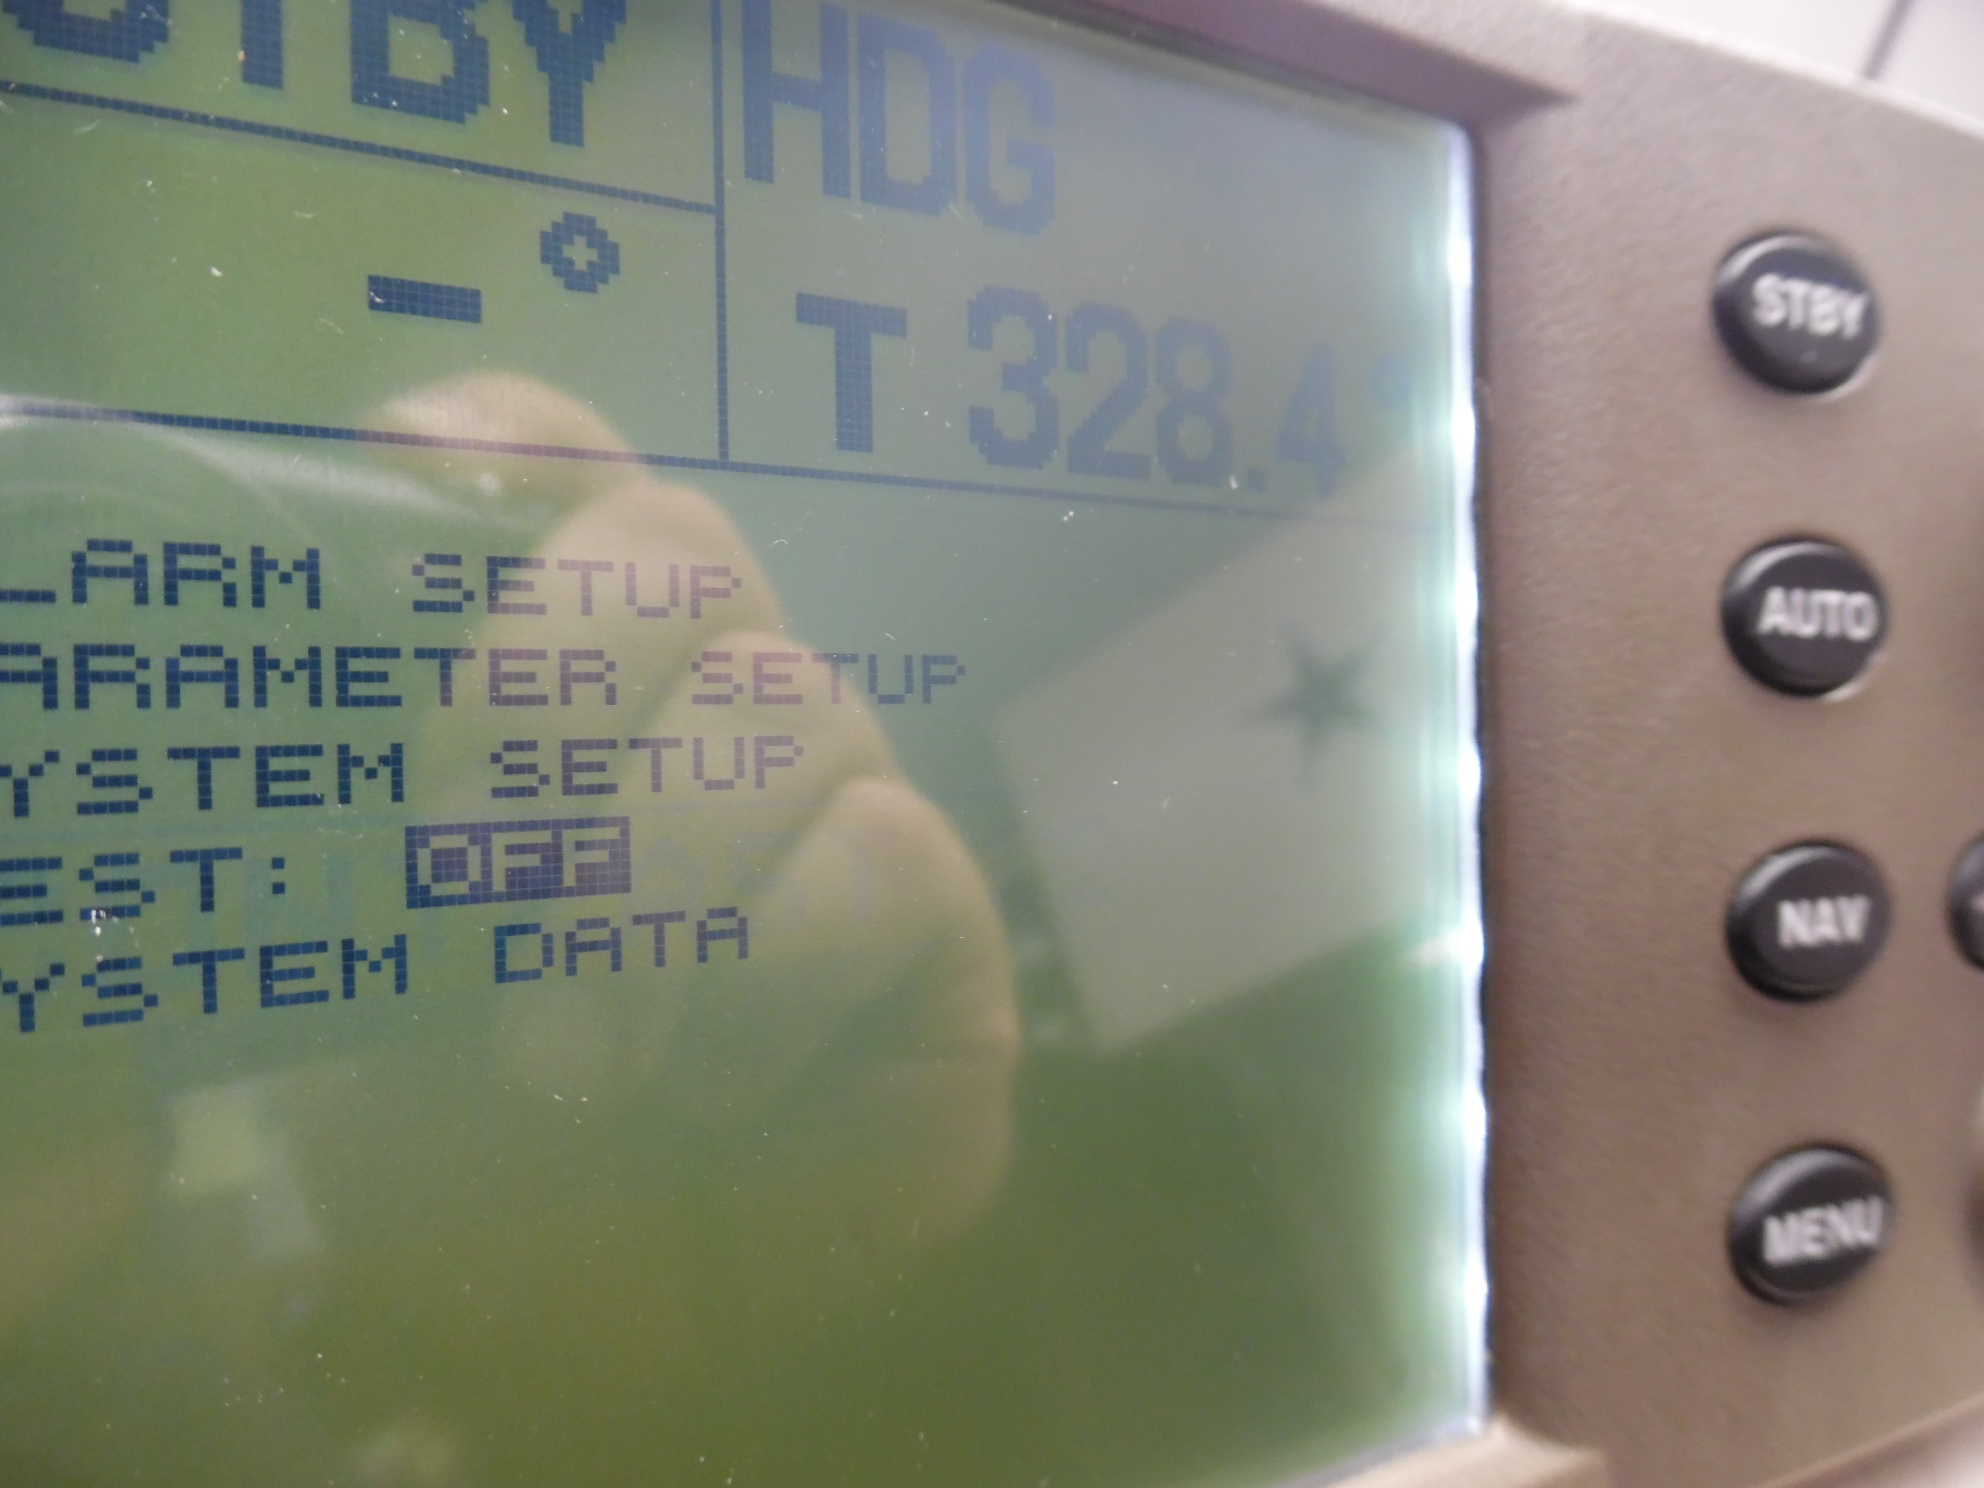 STBY
HDG
-°
T 328.4°
LARM SETUP
ARAMETER SETUP
YSTEM SETUP
EST: OFF
YSTEM DATA
STBY
AUTO
NAV
MENU